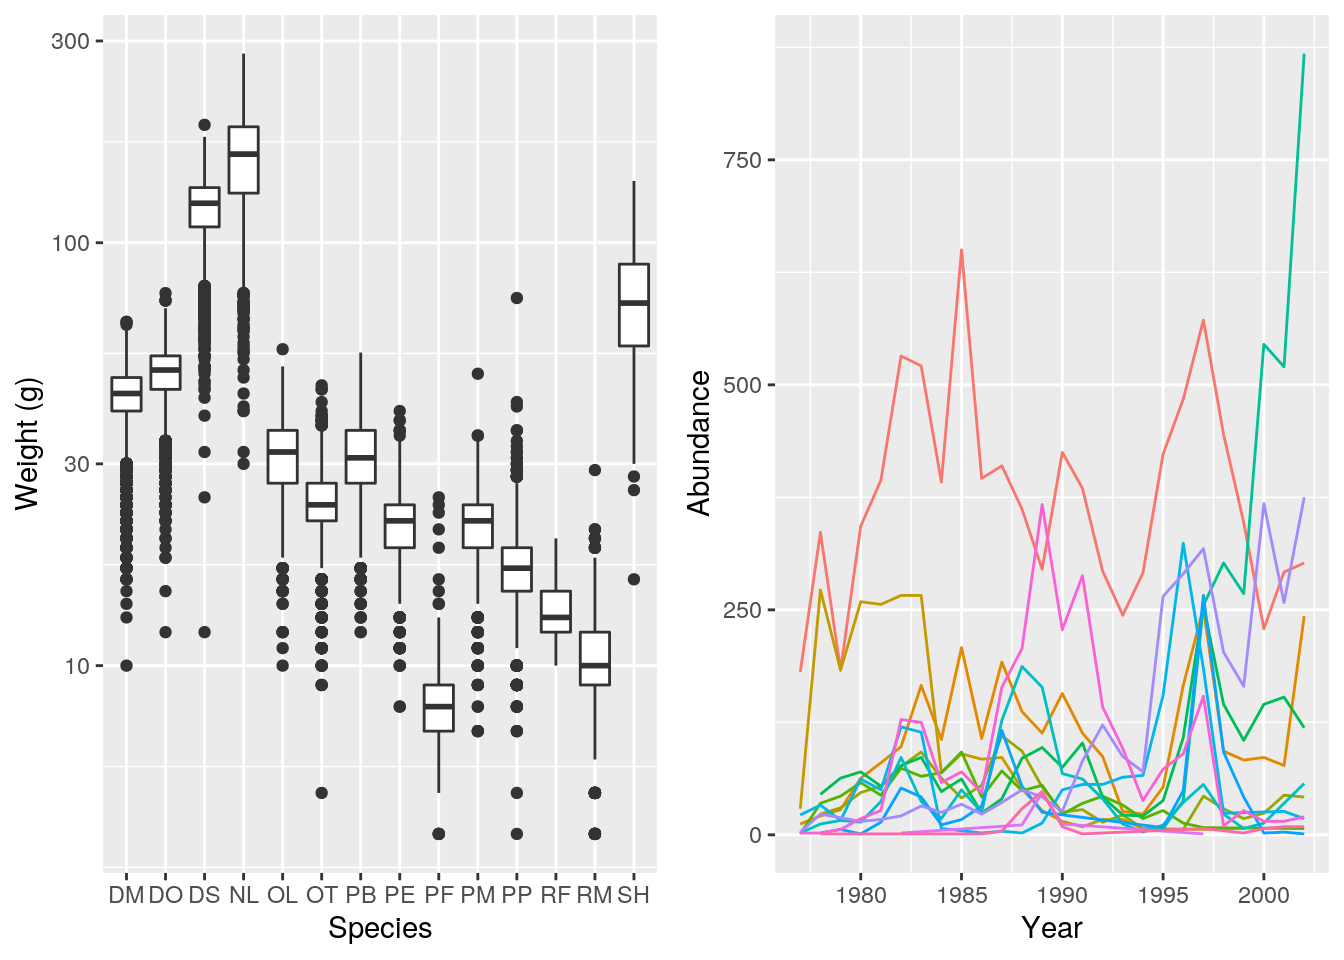 300
100
30
10
Weight (g)
DM DO DS NL OL OT PB PE PF PM PP RF RM SH
Species
750
500
250
0
Abundance
1980 1985 1990 1995 2000
Year